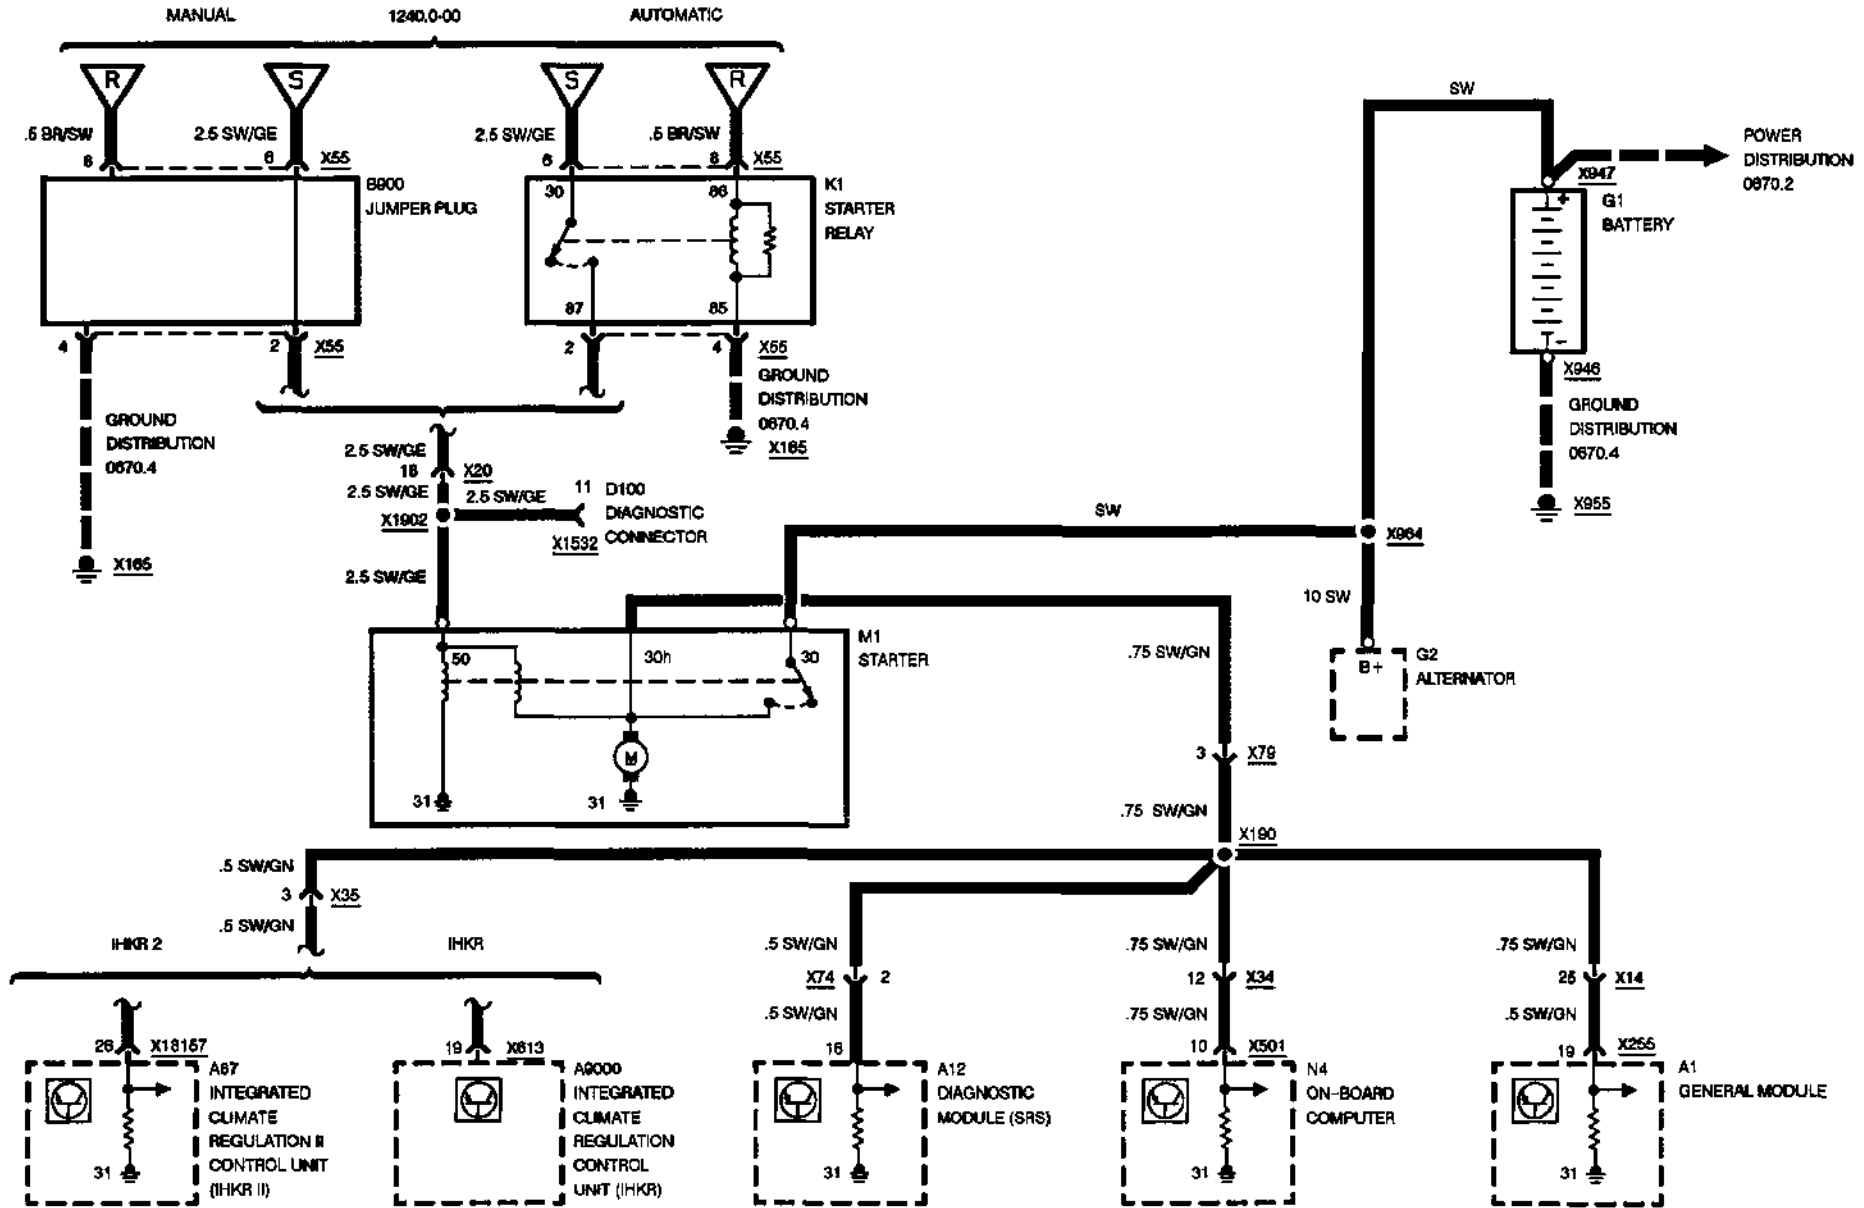 MANUAL 1240.0-00 AUTOMATIC
R S S R
.5 BR/SW 2.5 SW/GE 2.5 SW/GE .5 BR/SW
8 6 X55 6 8 X55
S900
JUMPER PLUG
30 86
87 85
K1
STARTER
RELAY
4 2 X55 2 4 X55
GROUND
DISTRIBUTION
0670.4
X165
GROUND
DISTRIBUTION
0670.4
X165
SW
POWER
DISTRIBUTION
0670.2
X947
+
G1
BATTERY
-
X946
GROUND
DISTRIBUTION
0670.4
X955
2.5 SW/GE
18 X20
2.5 SW/GE 2.5 SW/GE
X1902
11 D100
DIAGNOSTIC
CONNECTOR
X1532
2.5 SW/GE
SW
X964
10 SW
B+
G2
ALTERNATOR
50 30h 30
M1
STARTER
M
31 31
.75 SW/GN
3 X79
.75 SW/GN
X190
.5 SW/GN
3 X35
.5 SW/GN
IHKR 2 IHKR
.5 SW/GN .75 SW/GN .75 SW/GN
X74 2 12 X34 25 X14
.5 SW/GN .75 SW/GN .5 SW/GN
26 X18157 19 X613 16 10 X501 19 X255
A67
INTEGRATED
CLIMATE
REGULATION II
CONTROL UNIT
(IHKR II)
31
A9000
INTEGRATED
CLIMATE
REGULATION
CONTROL
UNIT (IHKR)
A12
DIAGNOSTIC
MODULE (SRS)
31
N4
ON-BOARD
COMPUTER
31
A1
GENERAL MODULE
31